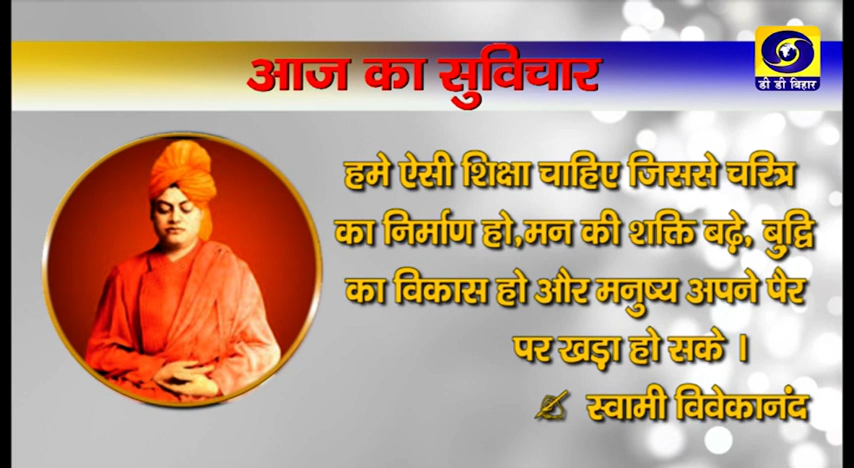 आज का सुविचार
डी डी बिहार
हमे ऐसी शिक्षा चाहिए जिससे चरित्र
का निर्माण हो,मन की शक्ति बढ़े, बुद्धि
का विकास हो और मनुष्य अपने पैर
पर खड़ा हो सके ।
स्वामी विवेकानंद